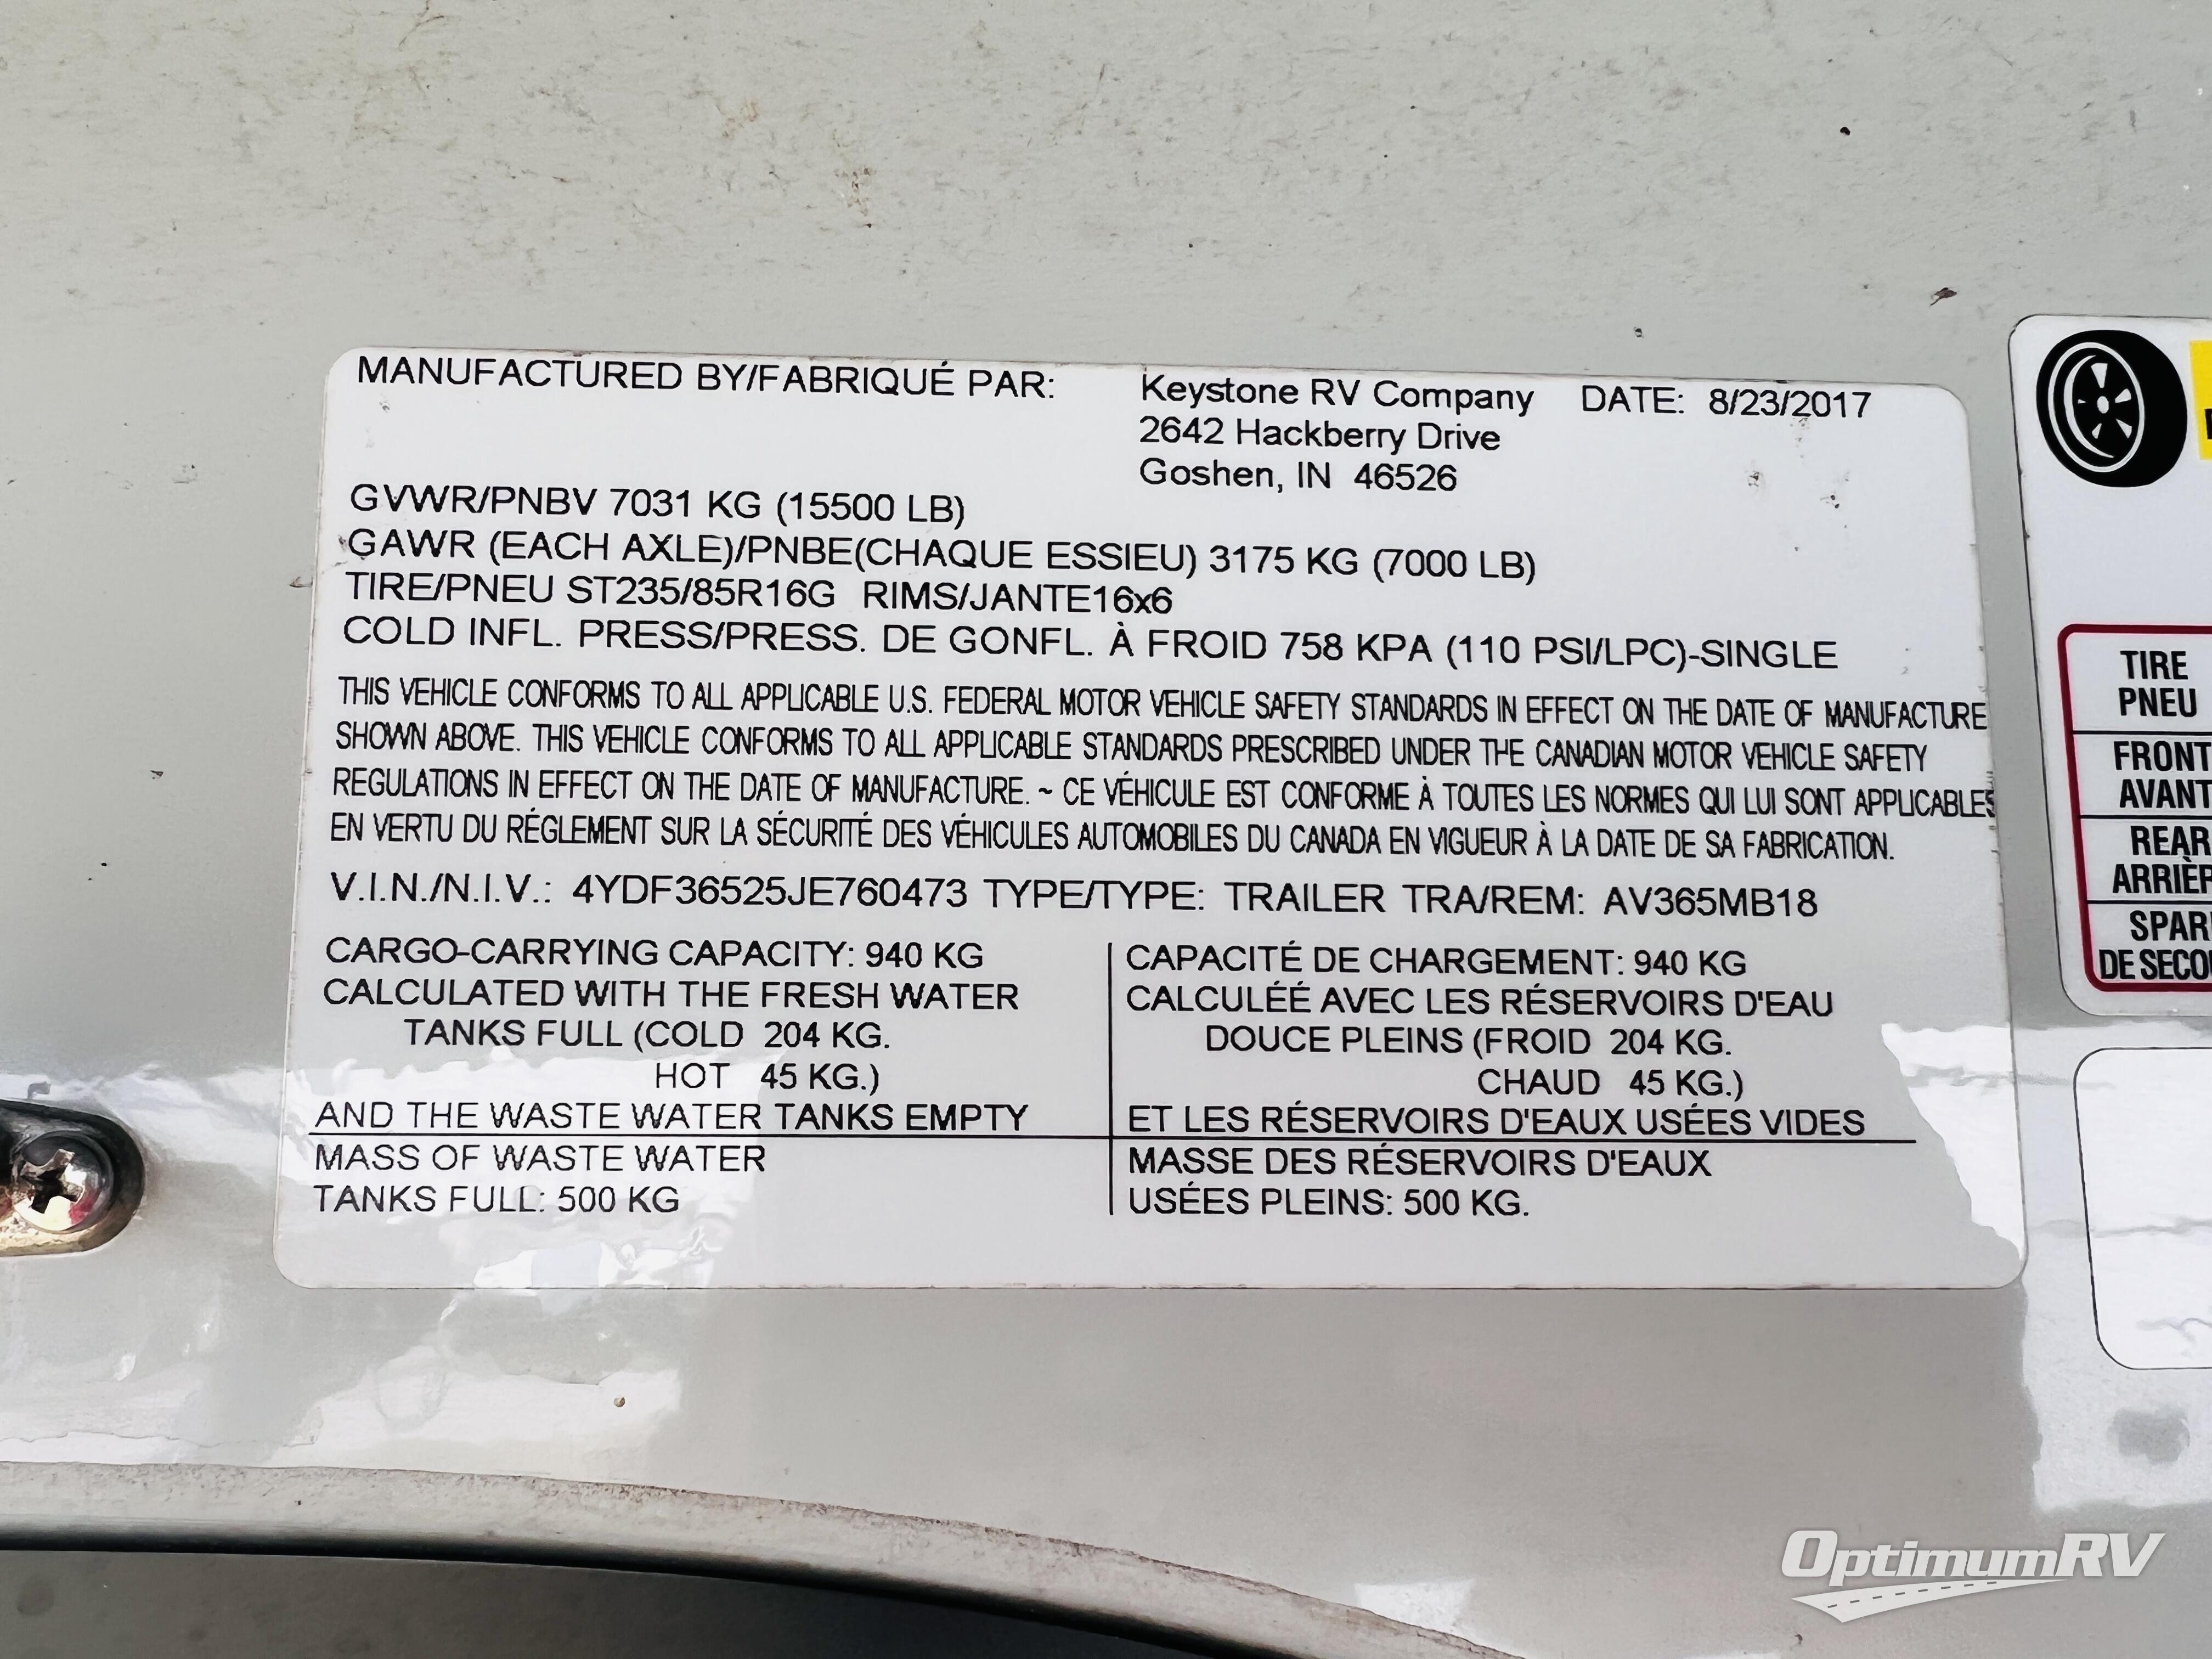 MANUFACTURED BY/FABRIQUÉ PAR: Keystone RV Company DATE: 8/23/2017
2642 Hackberry Drive
Goshen, IN 46526
GVWR/PNBV 7031 KG (15500 LB)
GAWR (EACH AXLE)/PNBE(CHAQUE ESSIEU) 3175 KG (7000 LB)
TIRE/PNEU ST235/85R16G RIMS/JANTE16x6
COLD INFL. PRESS/PRESS. DE GONFL. À FROID 758 KPA (110 PSI/LPC)-SINGLE
THIS VEHICLE CONFORMS TO ALL APPLICABLE U.S. FEDERAL MOTOR VEHICLE SAFETY STANDARDS IN EFFECT ON THE DATE OF MANUFACTURE
SHOWN ABOVE. THIS VEHICLE CONFORMS TO ALL APPLICABLE STANDARDS PRESCRIBED UNDER THE CANADIAN MOTOR VEHICLE SAFETY
REGULATIONS IN EFFECT ON THE DATE OF MANUFACTURE. ~ CE VÉHICULE EST CONFORME À TOUTES LES NORMES QUI LUI SONT APPLICABLES
EN VERTU DU RÉGLEMENT SUR LA SÉCURITÉ DES VÉHICULES AUTOMOBILES DU CANADA EN VIGUEUR À LA DATE DE SA FABRICATION.
V.I.N./N.I.V.: 4YDF36525JE760473 TYPE/TYPE: TRAILER TRA/REM: AV365MB18
CARGO-CARRYING CAPACITY: 940 KG
CALCULATED WITH THE FRESH WATER
TANKS FULL (COLD 204 KG.
HOT 45 KG.)
AND THE WASTE WATER TANKS EMPTY
MASS OF WASTE WATER
TANKS FULL: 500 KG
CAPACITÉ DE CHARGEMENT: 940 KG
CALCULÉÉ AVEC LES RÉSERVOIRS D'EAU
DOUCE PLEINS (FROID 204 KG.
CHAUD 45 KG.)
ET LES RÉSERVOIRS D'EAUX USÉES VIDES
MASSE DES RÉSERVOIRS D'EAUX
USÉES PLEINS: 500 KG.
TIRE
PNEU
FRONT
AVANT
REAR
ARRIÈR
SPAR
DE SECO
OptimumRV